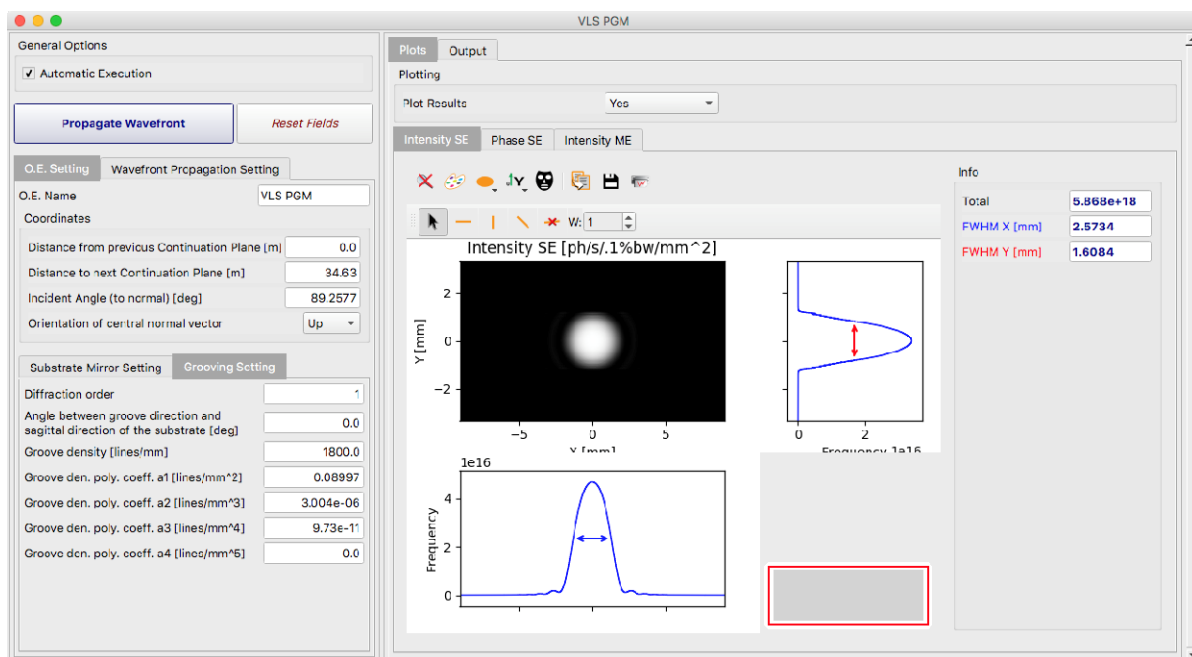 VLS PGM
General Options
Automatic Execution
Propagate Wavefront
Reset Fields
O.E. Setting
Wavefront Propagation Setting
O.E. Name
VLS PGM
Coordinates
Distance from previous Continuation Plane [m]
0.0
Distance to next Continuation Plane [m]
34.63
Incident Angle (to normal) [deg]
89.2577
Orientation of central normal vector
Up
Substrate Mirror Setting
Grooving Setting
Diffraction order
1
Angle between groove direction and
sagittal direction of the substrate [deg]
0.0
Groove density [lines/mm]
1800.0
Groove den. poly. coeff. a1 [lines/mm^2]
0.08997
Groove den. poly. coeff. a2 [lines/mm^3]
3.004e-06
Groove den. poly. coeff. a3 [lines/mm^4]
9.73e-11
Groove den. poly. coeff. a4 [lines/mm^5]
0.0
Plots
Output
Plotting
Plot Results
Yes
Intensity SE
Phase SE
Intensity ME
W:
1
Intensity SE [ph/s/.1%bw/mm^2]
Y [mm]
2
0
−2
−5
0
5
X [mm]
0
2
Frequency 1e16
1e16
Frequency
4
2
0
Info
Total
5.868e+18
FWHM X [mm]
2.5734
FWHM Y [mm]
1.6084